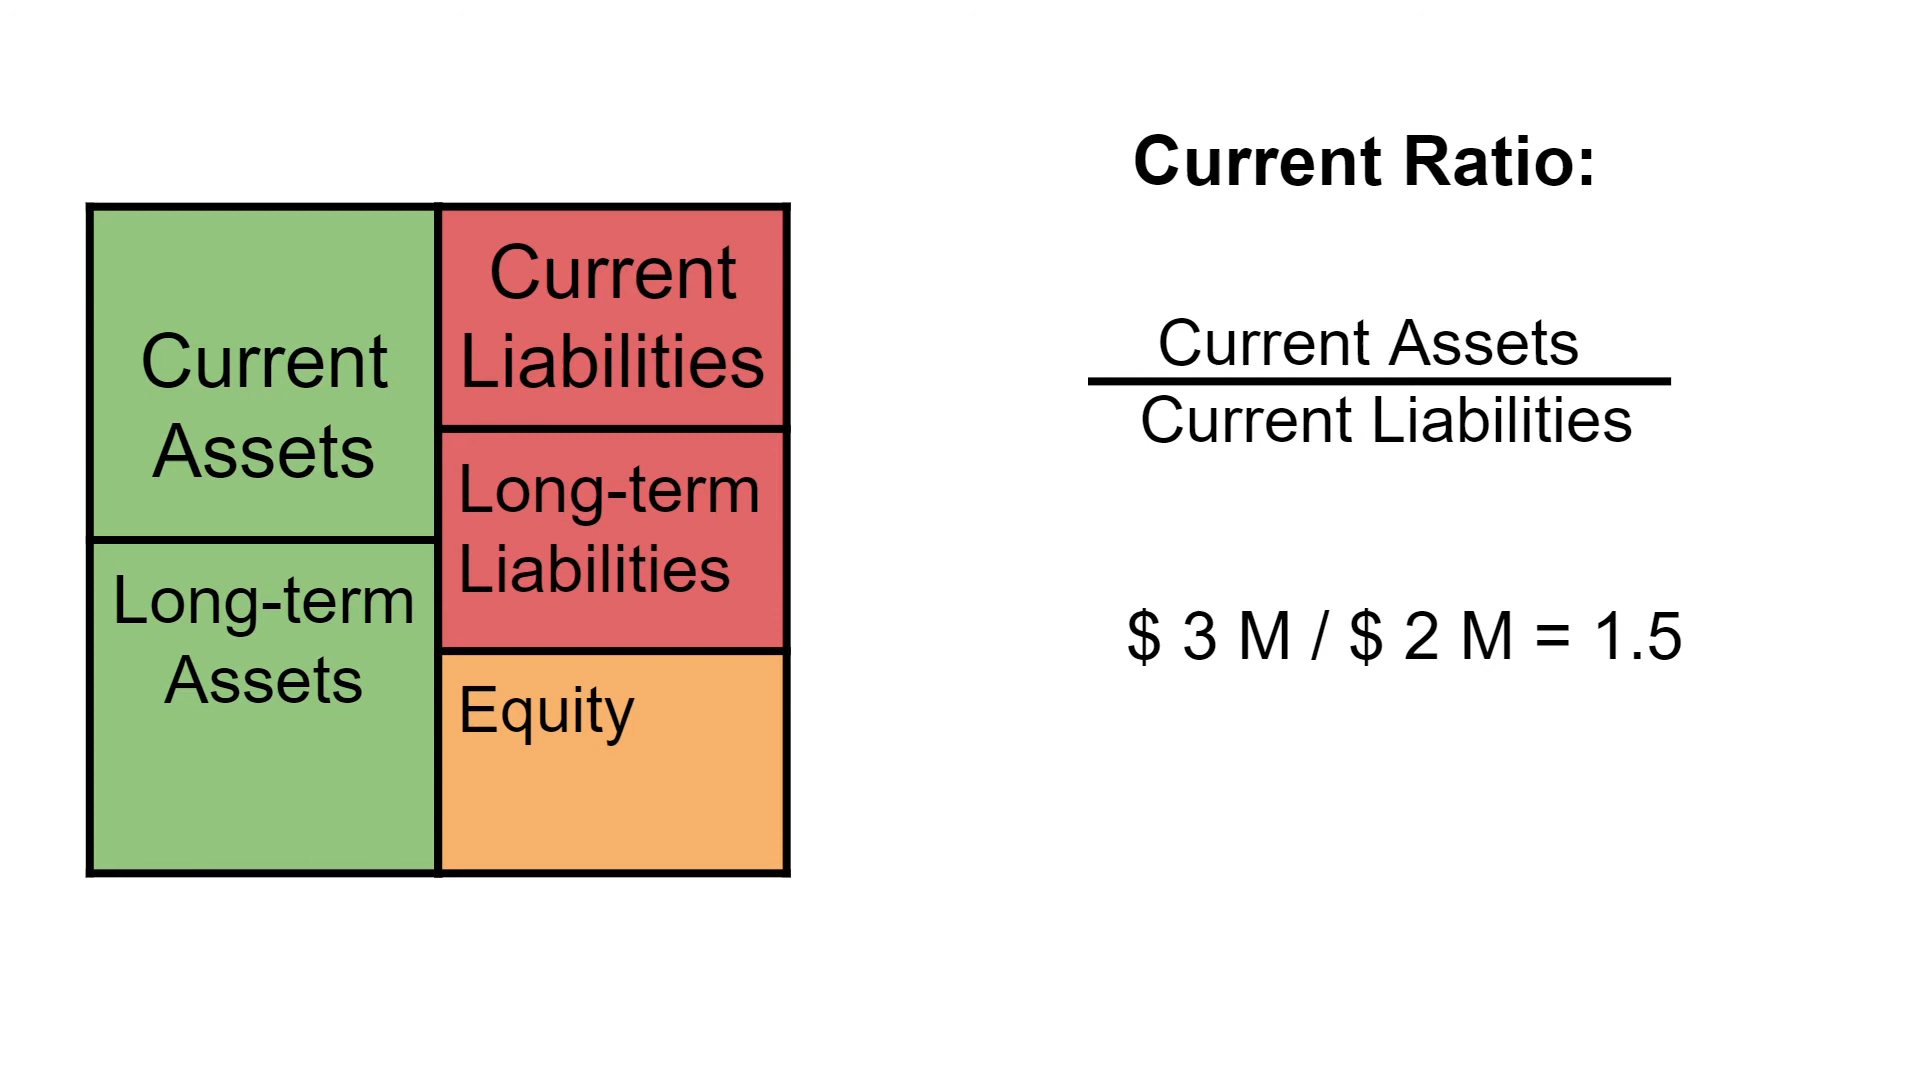 Current
Assets
Long-term
Assets
Current
Liabilities
Long-term
Liabilities
Equity
Current Ratio:
Current Assets
Current Liabilities
$ 3 M / $ 2 M = 1.5